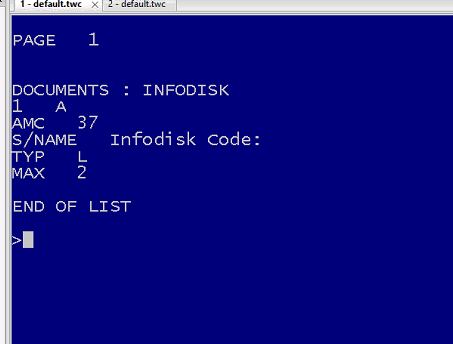 1 - default.twc × 2 - default.twc
PAGE 1
DOCUMENTS : INFODISK
1 A
AMC 37
S/NAME Infodisk Code:
TYP L
MAX 2
END OF LIST
>